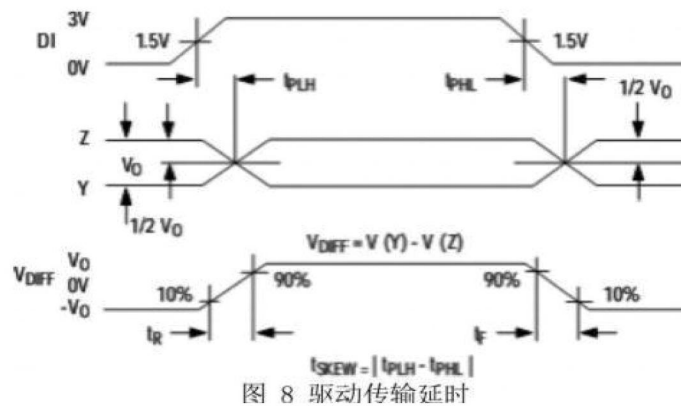 3V
DI
1.5V
1.5V
0V
tPLH
tPHL
1/2 VO
Z
VO
Y
1/2 VO
VDIFF = V (Y) - V (Z)
VO
VDIFF
0V
-VO
10%
90%
90%
10%
tR
tF
tSKEW = | tPLH - tPHL |
图 8 驱动传输延时